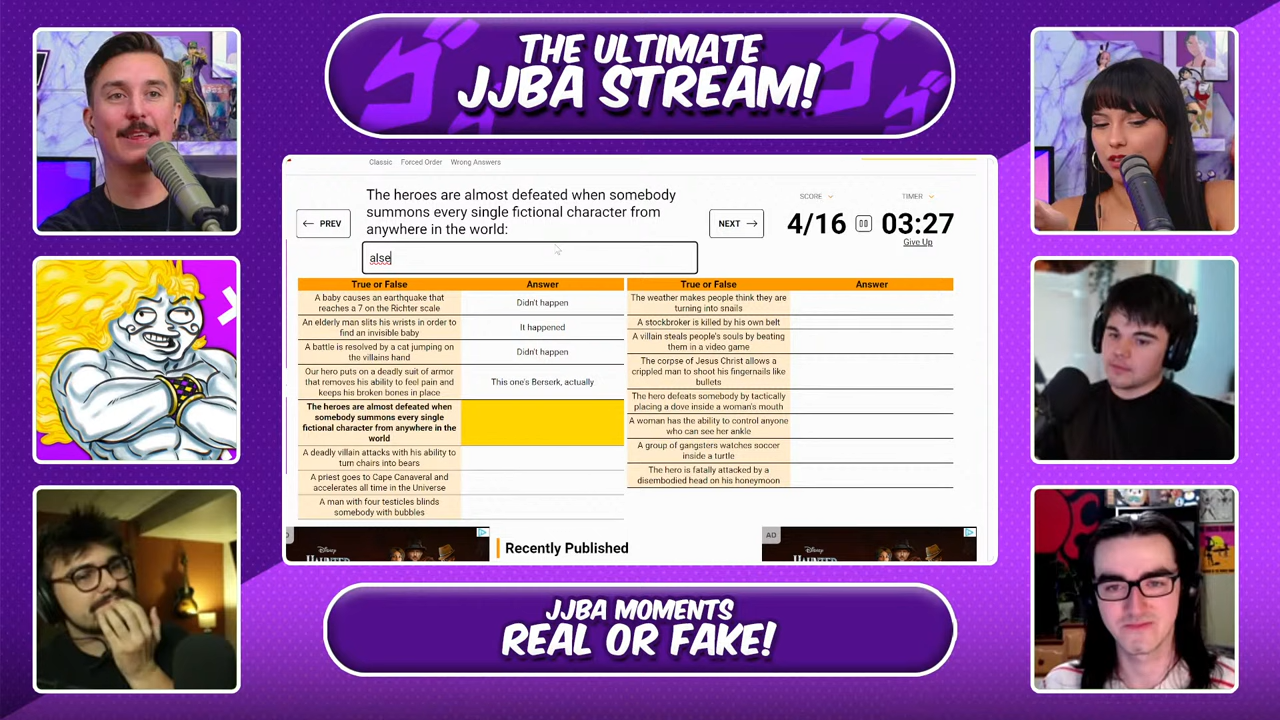 THE ULTIMATE
JJBA STREAM!
ゴ
ゴ
Classic Forced Order Wrong Answers
The heroes are almost defeated when somebody
summons every single fictional character from
anywhere in the world:
← PREV
NEXT →
SCORE
4/16
TIMER
03:27
Give Up
alse
True or False Answer
A baby causes an earthquake that
reaches a 7 on the Richter scale
Didn't happen
An elderly man slits his wrists in order to
find an invisible baby
It happened
A battle is resolved by a cat jumping on
the villains hand
Didn't happen
Our hero puts on a deadly suit of armor
that removes his ability to feel pain and
keeps his broken bones in place
This one's Berserk, actually
The heroes are almost defeated when
somebody summons every single
fictional character from anywhere in the
world
A deadly villain attacks with his ability to
turn chairs into bears
A priest goes to Cape Canaveral and
accelerates all time in the Universe
A man with four testicles blinds
somebody with bubbles
True or False Answer
The weather makes people think they are
turning into snails
A stockbroker is killed by his own belt
A villain steals people's souls by beating
them in a video game
The corpse of Jesus Christ allows a
crippled man to shoot his fingernails like
bullets
The hero defeats somebody by tactically
placing a dove inside a woman's mouth
A woman has the ability to control anyone
who can see her ankle
A group of gangsters watches soccer
inside a turtle
The hero is fatally attacked by a
disembodied head on his honeymoon
Disney
Recently Published
AD
Disney
JJBA MOMENTS
REAL OR FAKE!